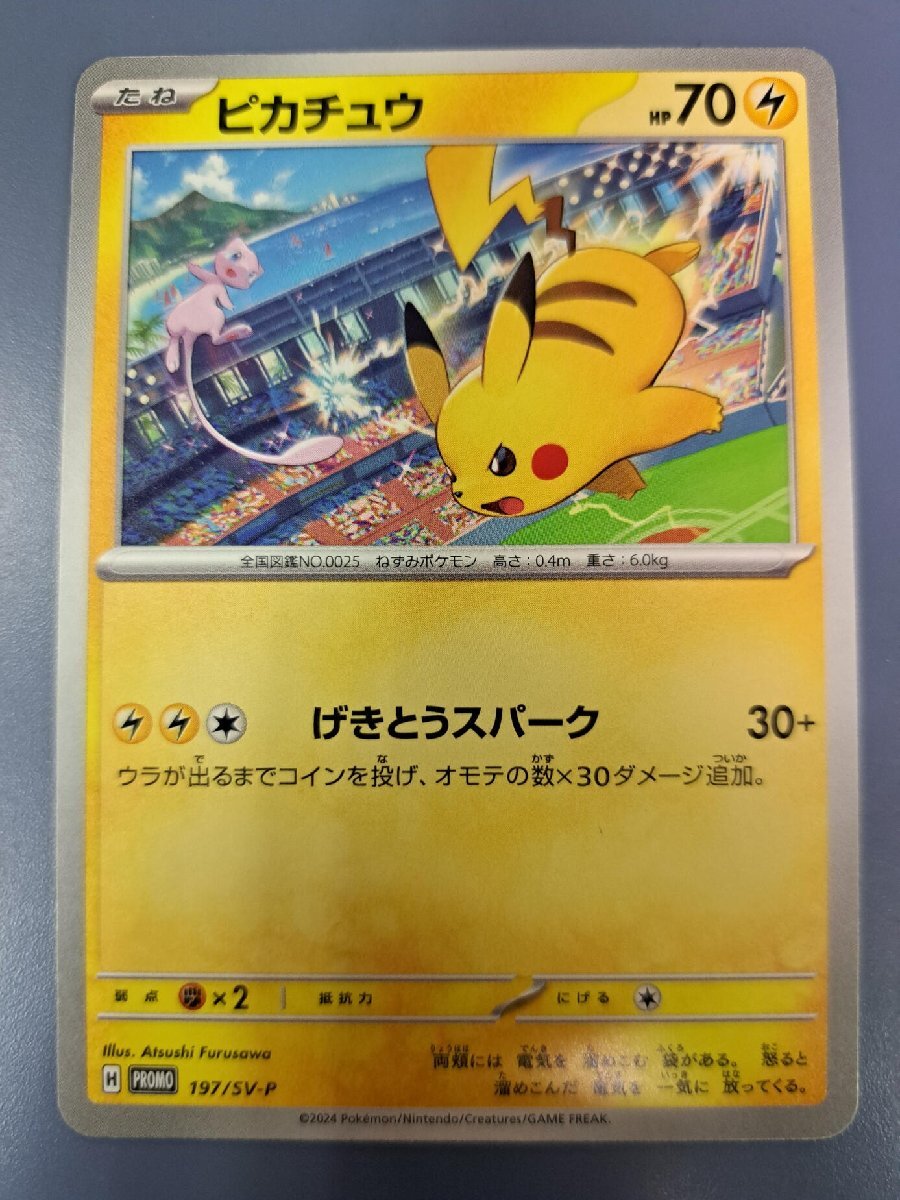 たね ピカチュウ HP70
全国図鑑NO.0025 ねずみポケモン 高さ:0.4m 重さ:6.0kg
げきとうスパーク 30+
ウラが出るまでコインを投げ、オモテの数×30ダメージ追加。
弱点 ×2 抵抗力 にげる
Illus. Atsushi Furusawa
両頬には 電気を 溜めこむ 袋がある。 怒ると
溜めこんだ 電気を 一気に 放ってくる。
H PROMO 197/SV-P
©2024 Pokémon/Nintendo/Creatures/GAME FREAK.